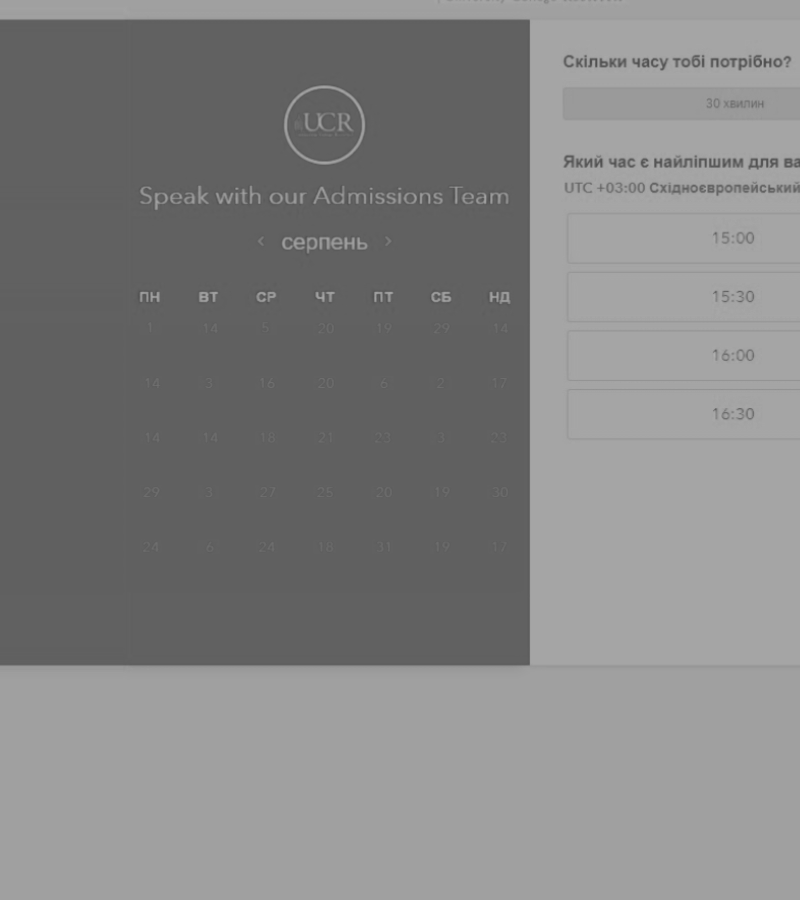 UCR
Speak with our Admissions Team
серпень
ПН ВТ СР ЧТ ПТ СБ НД
1 14 5 20 19 29 14
14 3 16 20 6 2 17
14 14 18 21 23 3 23
29 3 27 25 20 19 30
24 6 24 18 31 19 17
Скільки часу тобі потрібно?
30 хвилин
Який час є найліпшим для ва
UTC +03:00 Східноєвропейський
15:00
15:30
16:00
16:30